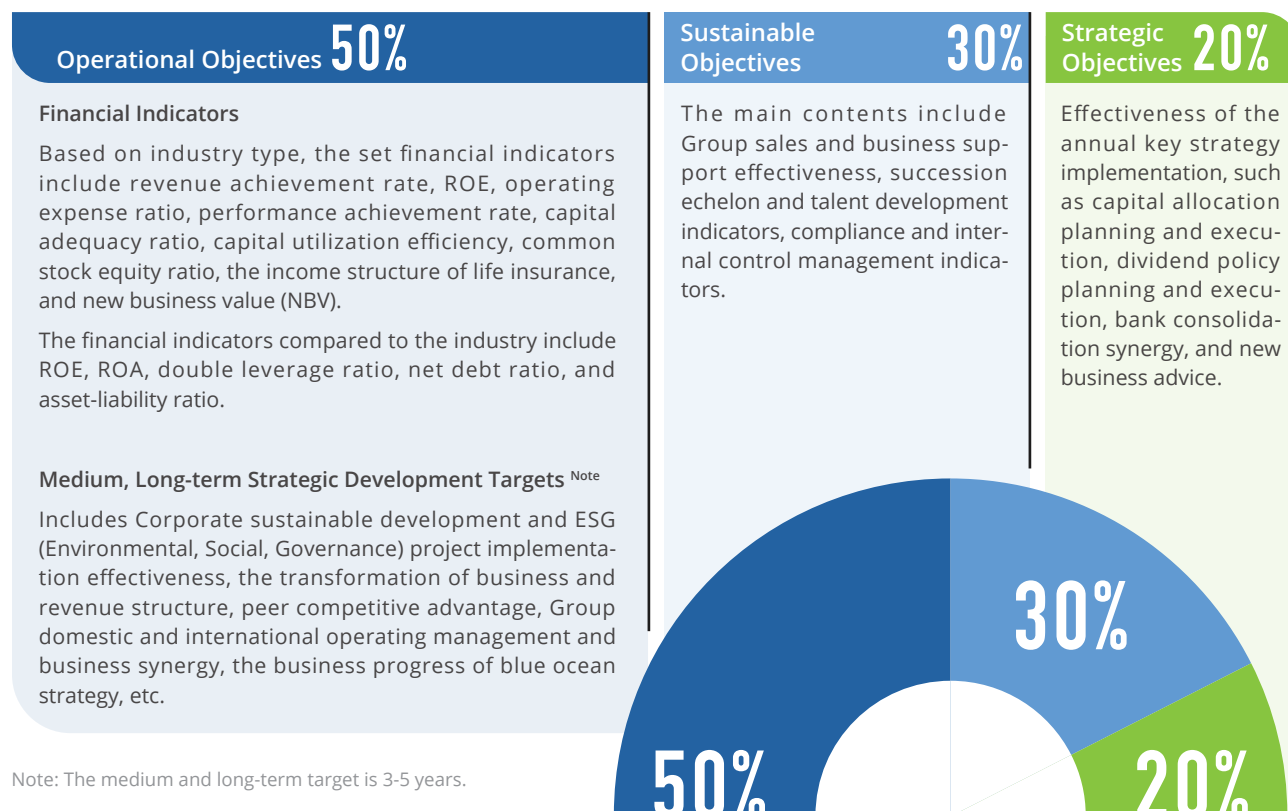 Operational Objectives 50%
Financial Indicators
Based on industry type, the set financial indicators
include revenue achievement rate, ROE, operating
expense ratio, performance achievement rate, capital
adequacy ratio, capital utilization efficiency, common
stock equity ratio, the income structure of life insurance,
and new business value (NBV).
The financial indicators compared to the industry include
ROE, ROA, double leverage ratio, net debt ratio, and
asset-liability ratio.
Medium, Long-term Strategic Development Targets Note
Includes Corporate sustainable development and ESG
(Environmental, Social, Governance) project implementa-
tion effectiveness, the transformation of business and
revenue structure, peer competitive advantage, Group
domestic and international operating management and
business synergy, the business progress of blue ocean
strategy, etc.
Note: The medium and long-term target is 3-5 years.
Sustainable
Objectives 30%
The main contents include
Group sales and business sup-
port effectiveness, succession
echelon and talent development
indicators, compliance and inter-
nal control management indica-
tors.
Strategic
Objectives 20%
Effectiveness of the
annual key strategy
implementation, such
as capital allocation
planning and execu-
tion, dividend policy
planning and execu-
tion, bank consolida-
tion synergy, and new
business advice.
30%
50%
20%